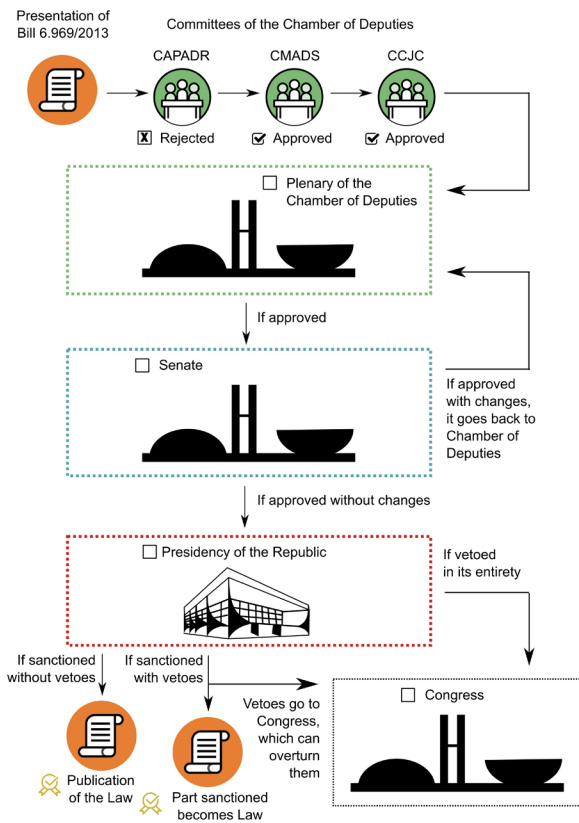 Presentation of
Bill 6.969/2013
Committees of the Chamber of Deputies
CAPADR
CMADS
CCJC
X Rejected
Approved
Approved
Plenary of the
Chamber of Deputies
If approved
Senate
If approved
with changes,
it goes back to
Chamber of
Deputies
If approved without changes
Presidency of the Republic
If vetoed
in its entirety
If sanctioned
without vetoes
If sanctioned
with vetoes
Vetoes go to
Congress,
which can
overturn
them
Congress
Publication
of the Law
Part sanctioned
becomes Law